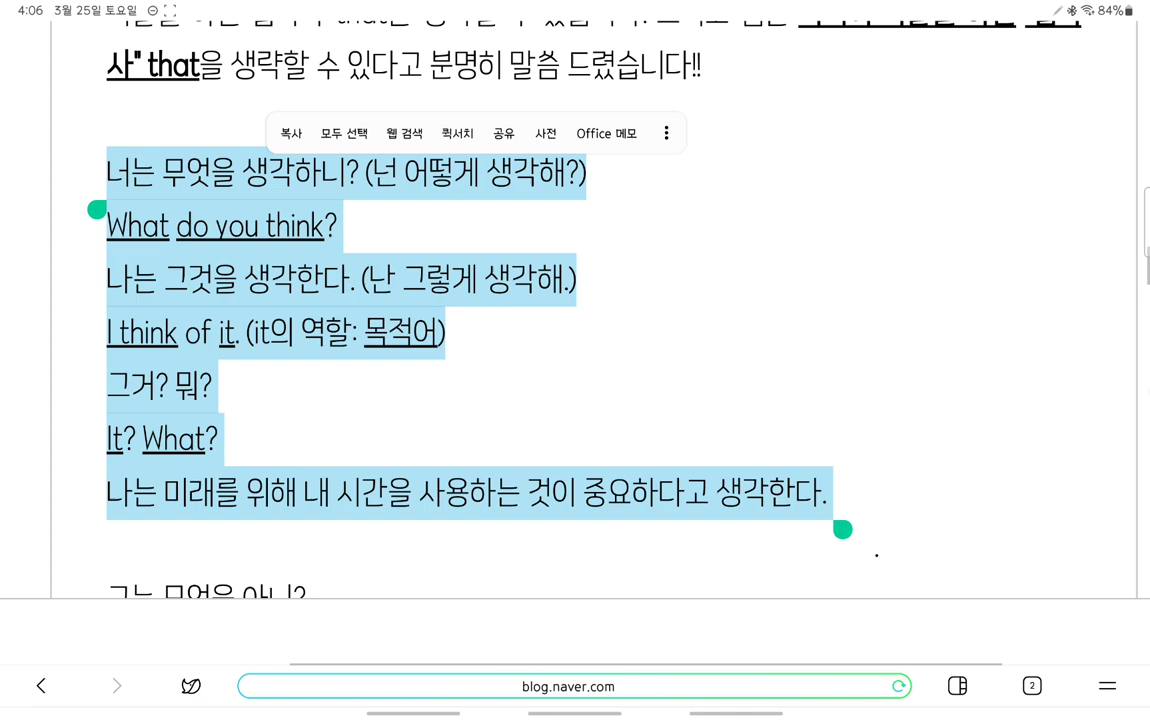 4:06 3월 25일 토요일
84%
사" that을 생략할 수 있다고 분명히 말씀 드렸습니다!!
복사 모두 선택 웹 검색 퀵서치 공유 사전 Office 메모
너는 무엇을 생각하니? (넌 어떻게 생각해?)
What do you think?
나는 그것을 생각한다. (난 그렇게 생각해.)
I think of it. (it의 역할: 목적어)
그거? 뭐?
It? What?
나는 미래를 위해 내 시간을 사용하는 것이 중요하다고 생각한다.
blog.naver.com
2